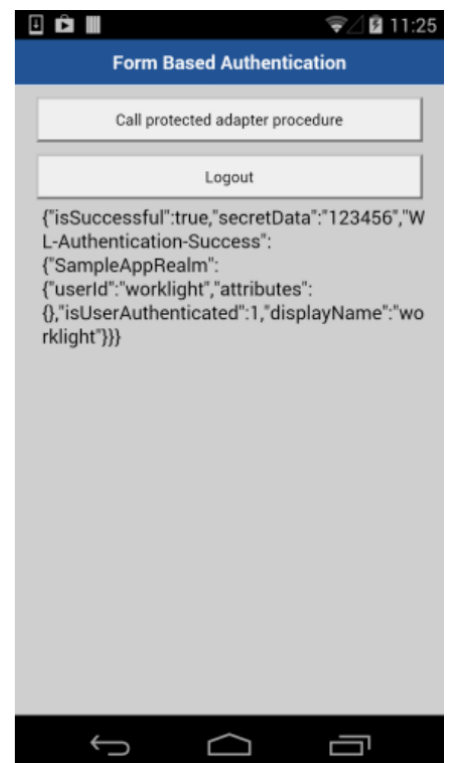 11:25
Form Based Authentication
Call protected adapter procedure
Logout
{"isSuccessful":true,"secretData":"123456","W
L-Authentication-Success":
{"SampleAppRealm":
{"userId":"worklight","attributes":
{},"isUserAuthenticated":1,"displayName":"wo
rklight"}}}